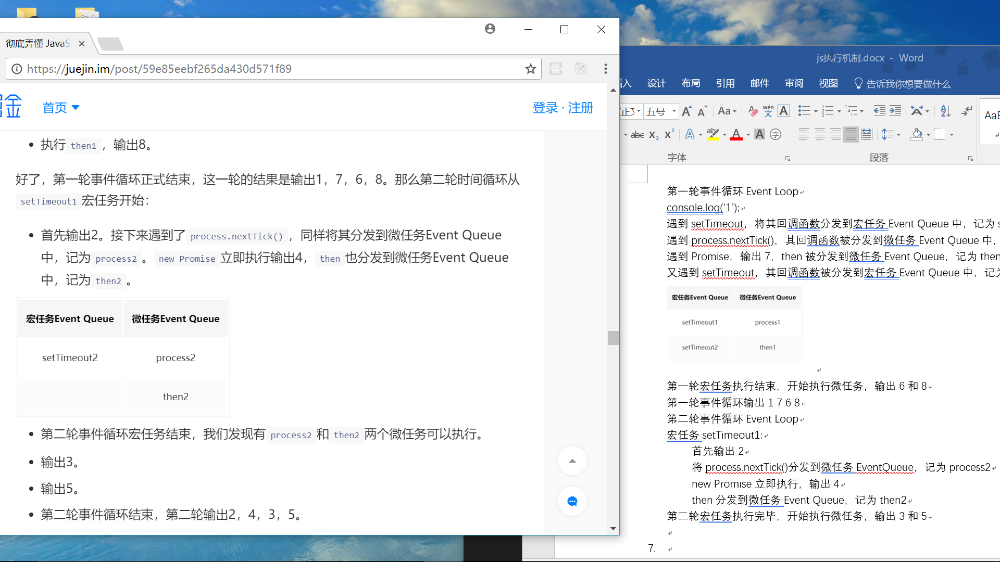 彻底弄懂 JavaS
https://juejin.im/post/59e85eebf265da430d571f89
掘金
首页
登录 · 注册
执行 then1 ，输出8。
好了，第一轮事件循环正式结束，这一轮的结果是输出1，7，6，8。那么第二轮时间循环从
setTimeout1 宏任务开始：
首先输出2。接下来遇到了 process.nextTick() ，同样将其分发到微任务Event Queue
中，记为 process2 。 new Promise 立即执行输出4， then 也分发到微任务Event Queue
中，记为 then2 。
宏任务Event Queue 微任务Event Queue
setTimeout2 process2
then2
第二轮事件循环宏任务结束，我们发现有 process2 和 then2 两个微任务可以执行。
输出3。
输出5。
第二轮事件循环结束，第二轮输出2，4，3，5。
js执行机制.docx - Word
插入 设计 布局 引用 邮件 审阅 视图 告诉我你想要做什么
五号
字体 段落
第一轮事件循环 Event Loop
console.log(‘1’);
遇到 setTimeout，将其回调函数分发到宏任务 Event Queue 中，记为 s
遇到 process.nextTick()，其回调函数被分发到微任务 Event Queue 中，
遇到 Promise，输出 7，then 被分发到微任务 Event Queue，记为 then
又遇到 setTimeout，其回调函数被分发到宏任务 Event Queue 中，记为
宏任务Event Queue 微任务Event Queue
setTimeout1 process1
setTimeout2 then1
第一轮宏任务执行结束，开始执行微任务，输出 6 和 8
第一轮事件循环输出 1 7 6 8
第二轮事件循环 Event Loop
宏任务 setTimeout1:
首先输出 2
将 process.nextTick()分发到微任务 EventQueue，记为 process2
new Promise 立即执行，输出 4
then 分发到微任务 Event Queue，记为 then2
第二轮宏任务执行完毕，开始执行微任务，输出 3 和 5
7.